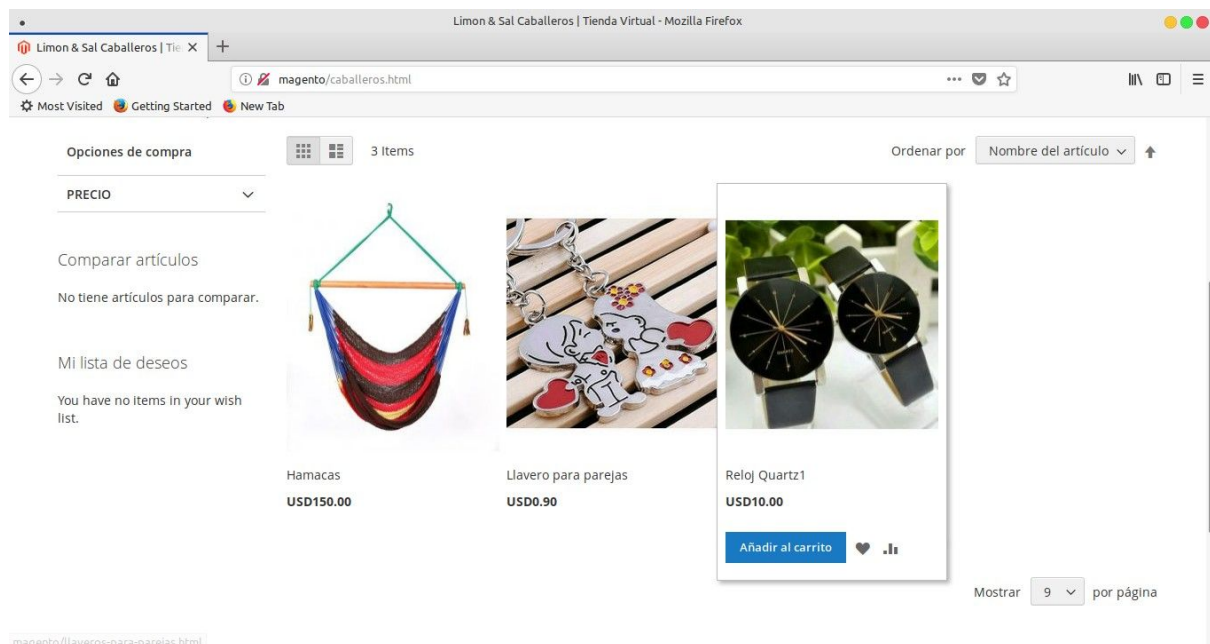 Limon & Sal Caballeros | Tienda Virtual - Mozilla Firefox
Limon & Sal Caballeros | Tie
magento/caballeros.html
Most Visited Getting Started New Tab
Opciones de compra
3 Items
Ordenar por Nombre del artículo
PRECIO
Comparar artículos
No tiene artículos para comparar.
Mi lista de deseos
You have no items in your wish
list.
Hamacas
USD150.00
Llavero para parejas
USD0.90
Reloj Quartz1
USD10.00
Añadir al carrito
Mostrar 9 por página
magento/llaveros-para-parejas.html